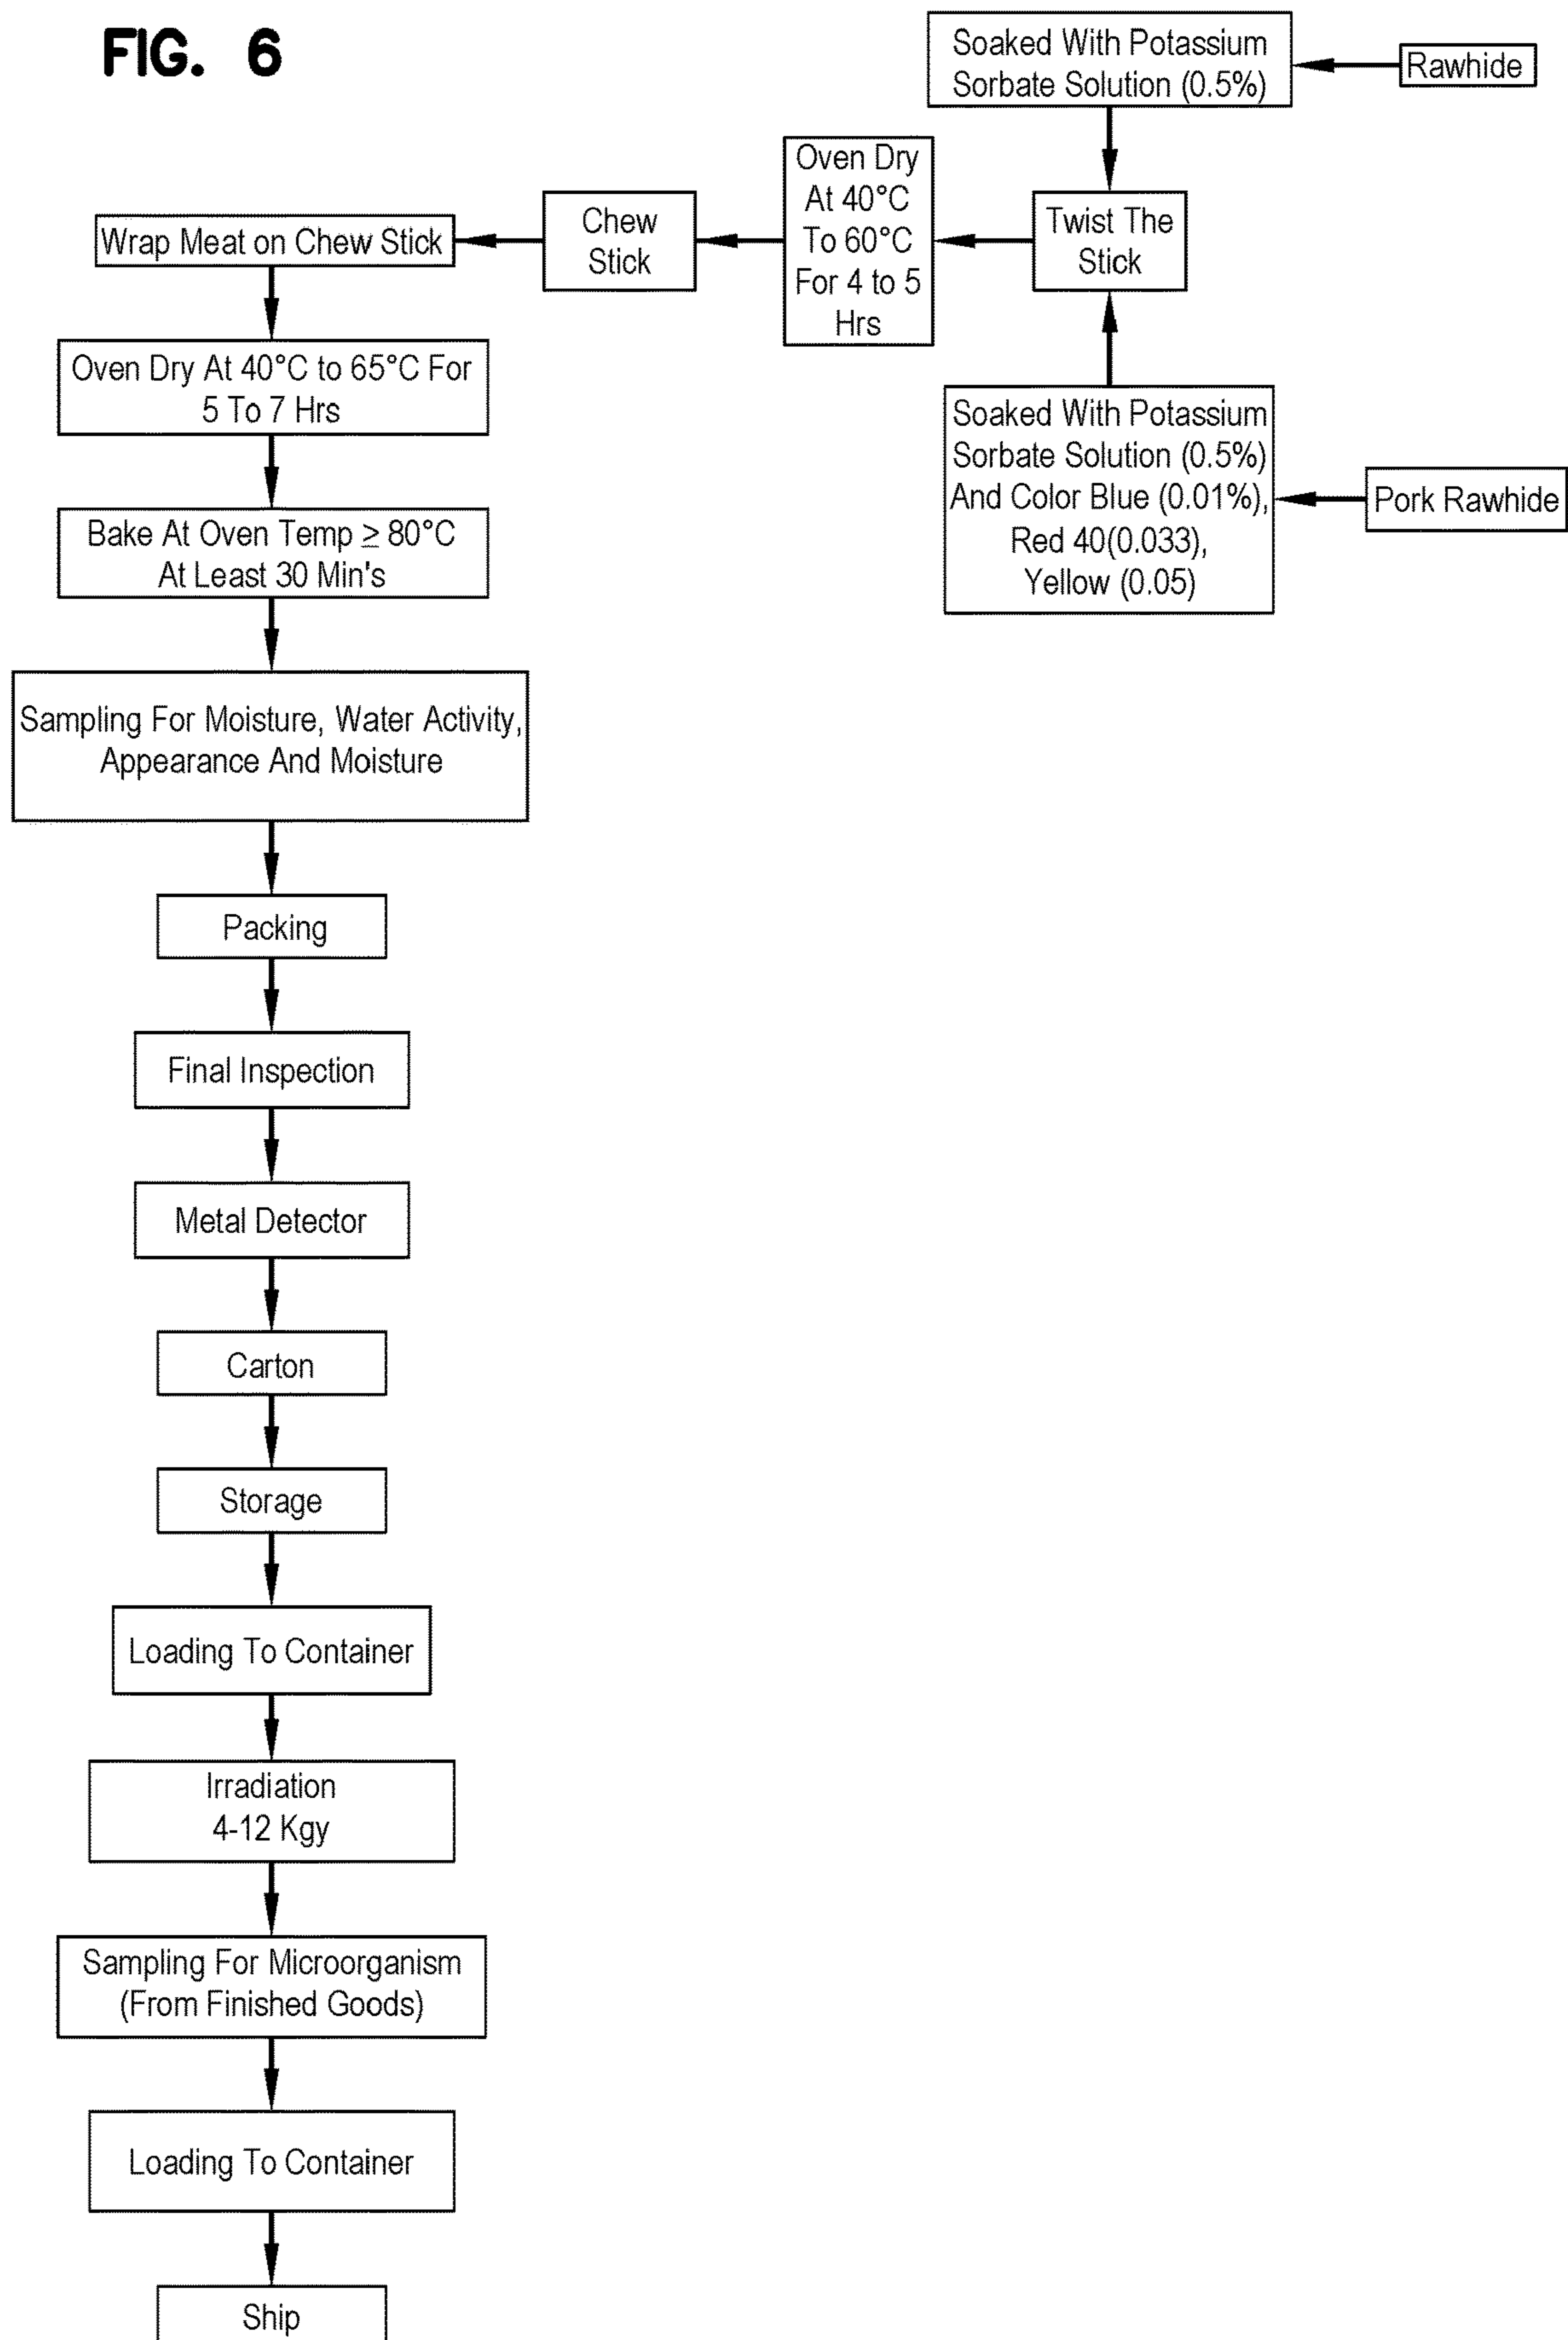 FIG. 6
Soaked With Potassium
Sorbate Solution (0.5%)
Rawhide
Oven Dry
At 40°C
To 60°C
For 4 to 5
Hrs
Twist The
Stick
Chew
Stick
Wrap Meat on Chew Stick
Soaked With Potassium
Sorbate Solution (0.5%)
And Color Blue (0.01%),
Red 40(0.033),
Yellow (0.05)
Pork Rawhide
Oven Dry At 40°C to 65°C For
5 To 7 Hrs
Bake At Oven Temp ≥ 80°C
At Least 30 Min's
Sampling For Moisture, Water Activity,
Appearance And Moisture
Packing
Final Inspection
Metal Detector
Carton
Storage
Loading To Container
Irradiation
4-12 Kgy
Sampling For Microorganism
(From Finished Goods)
Loading To Container
Ship